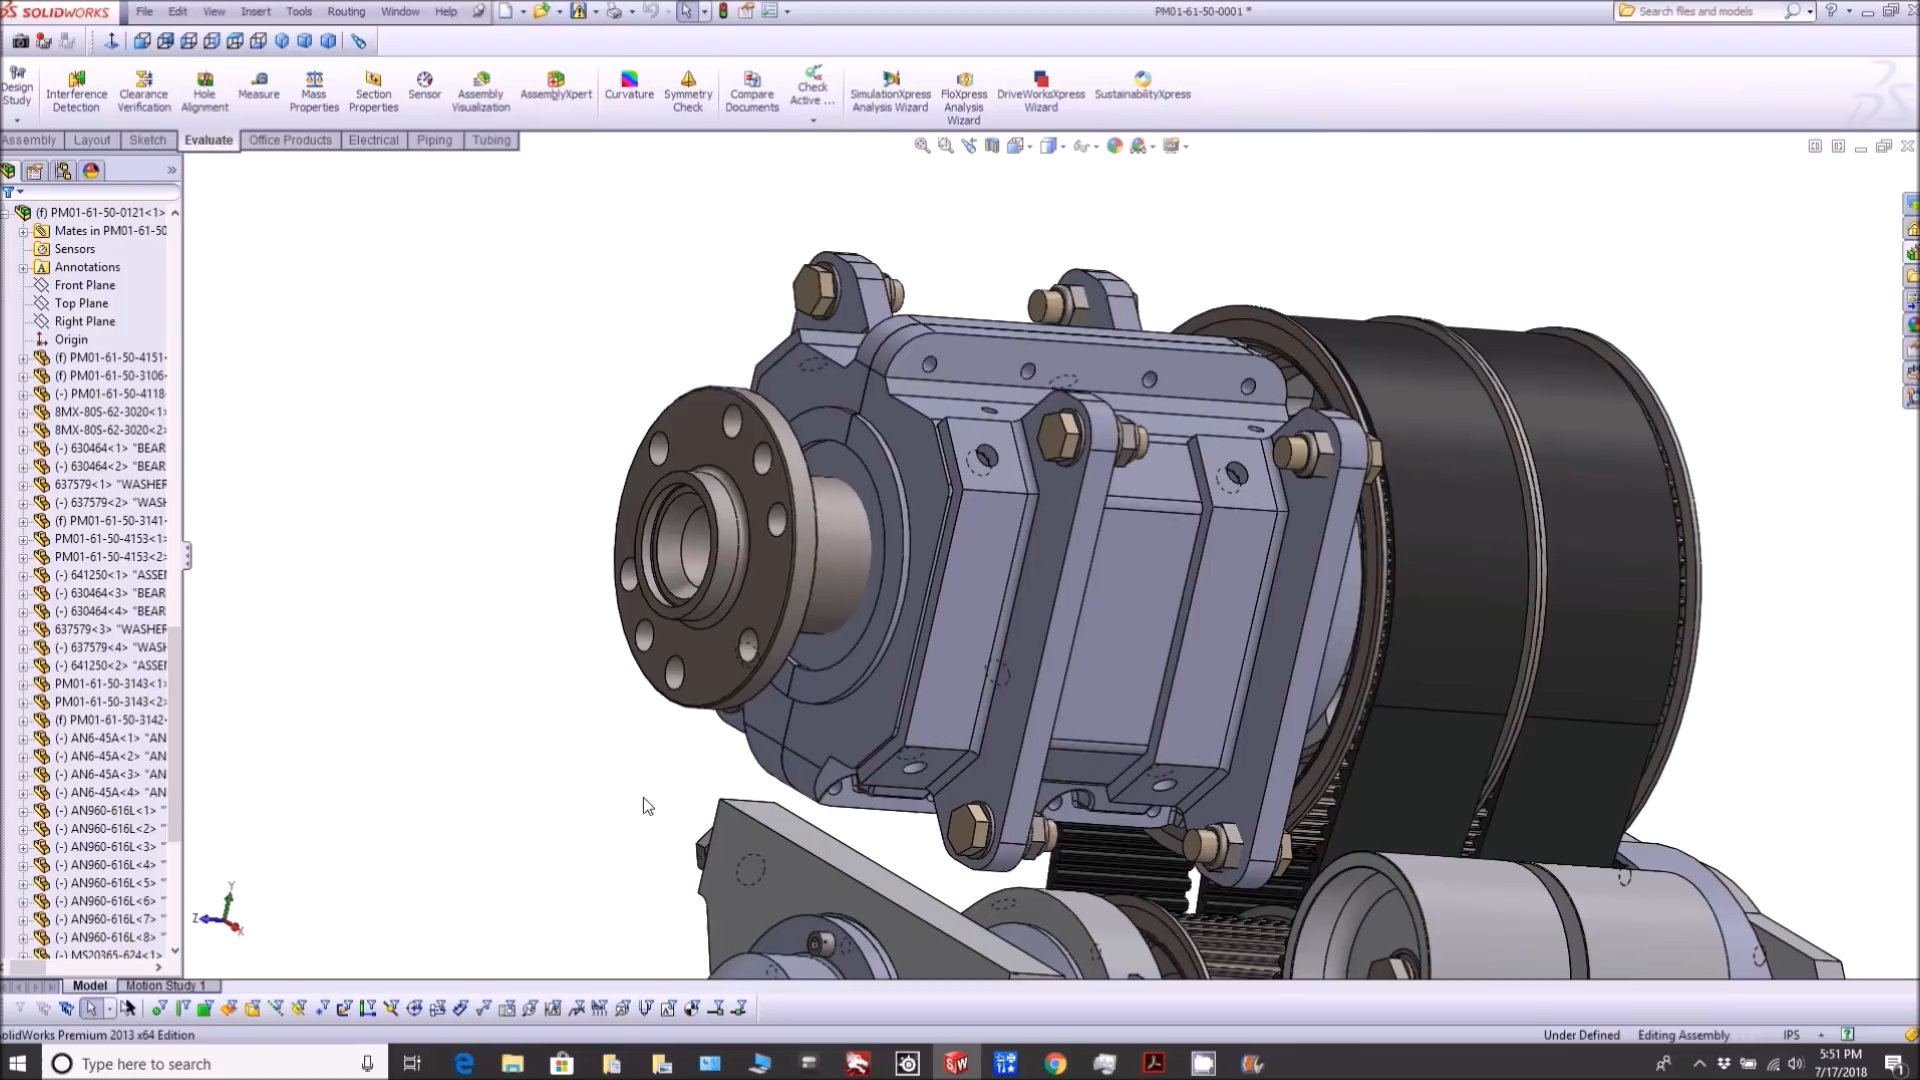 SOLIDWORKS File Edit View Insert Tools Routing Window Help PM01-61-50-0001 * Search files and models
Design Study
Interference Detection
Clearance Verification
Hole Alignment
Measure
Mass Properties
Section Properties
Sensor
Assembly Visualization
AssemblyXpert
Curvature
Symmetry Check
Compare Documents
Check Active ...
SimulationXpress Analysis Wizard
FloXpress Analysis Wizard
DriveWorksXpress Wizard
SustainabilityXpress
Assembly Layout Sketch Evaluate Office Products Electrical Piping Tubing
(f) PM01-61-50-0121<1>
Mates in PM01-61-50
Sensors
Annotations
Front Plane
Top Plane
Right Plane
Origin
(f) PM01-61-50-4151
(f) PM01-61-50-3106
(-) PM01-61-50-4118
8MX-80S-62-3020<1>
8MX-80S-62-3020<2>
(-) 630464<1> "BEAR
(-) 630464<2> "BEAR
637579<1> "WASHER
(-) 637579<2> "WASH
(f) PM01-61-50-3141
PM01-61-50-4153<1>
PM01-61-50-4153<2>
(-) 641250<1> "ASSEM
(-) 630464<3> "BEAR
(-) 630464<4> "BEAR
637579<3> "WASHER
(-) 637579<4> "WASH
(-) 641250<2> "ASSEM
PM01-61-50-3143<1>
PM01-61-50-3143<2>
(f) PM01-61-50-3142
(-) AN6-45A<1> "AN
(-) AN6-45A<2> "AN
(-) AN6-45A<3> "AN
(-) AN6-45A<4> "AN
(-) AN960-616L<1> "
(-) AN960-616L<2> "
(-) AN960-616L<3> "
(-) AN960-616L<4> "
(-) AN960-616L<5> "
(-) AN960-616L<6> "
(-) AN960-616L<7> "
(-) AN960-616L<8> "
(-) MS20365-624<1>
Y
Z
X
Model Motion Study 1
olidWorks Premium 2013 x64 Edition Under Defined Editing Assembly IPS
Type here to search
5:51 PM
7/17/2018